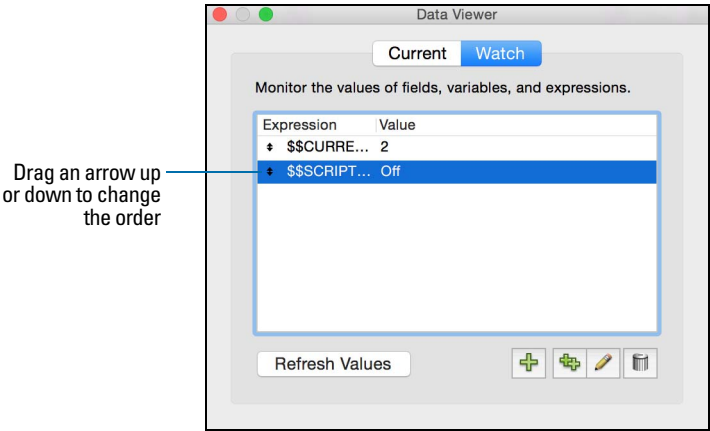 Data Viewer
Current Watch
Monitor the values of fields, variables, and expressions.
Expression Value
$$CURRE... 2
$$SCRIPT... Off
Drag an arrow up
or down to change
the order
Refresh Values